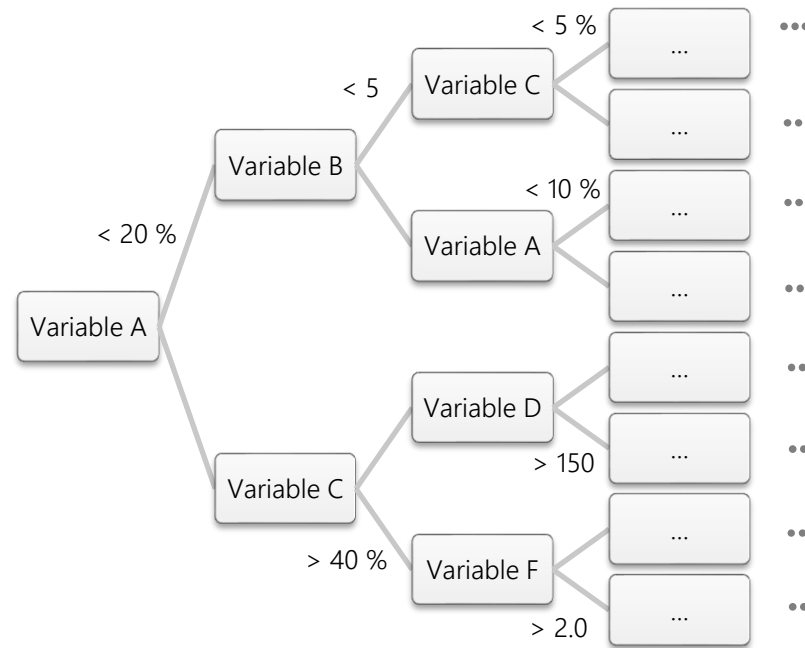 < 5 %
...
Variable C
< 5
...
Variable B
< 10 %
...
< 20 %
Variable A
...
Variable A
...
Variable D
...
> 150
Variable C
...
> 40 %
Variable F
...
> 2.0